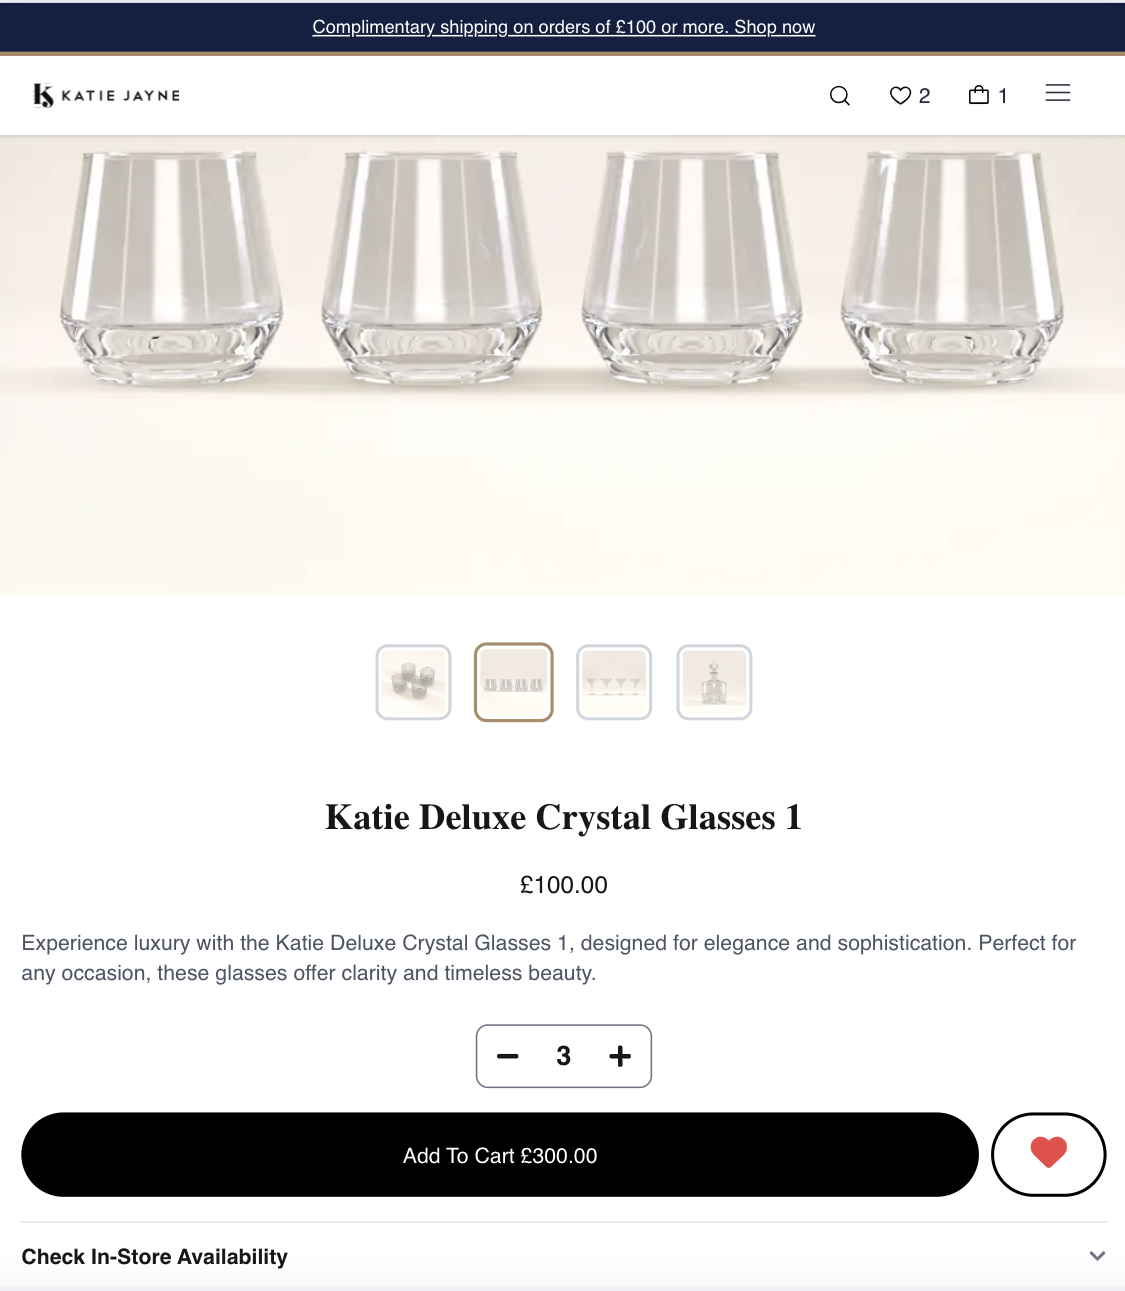 Complimentary shipping on orders of £100 or more. Shop now
KATIE JAYNE
2
1
Katie Deluxe Crystal Glasses 1
£100.00
Experience luxury with the Katie Deluxe Crystal Glasses 1, designed for elegance and sophistication. Perfect for
any occasion, these glasses offer clarity and timeless beauty.
3
Add To Cart £300.00
Check In-Store Availability